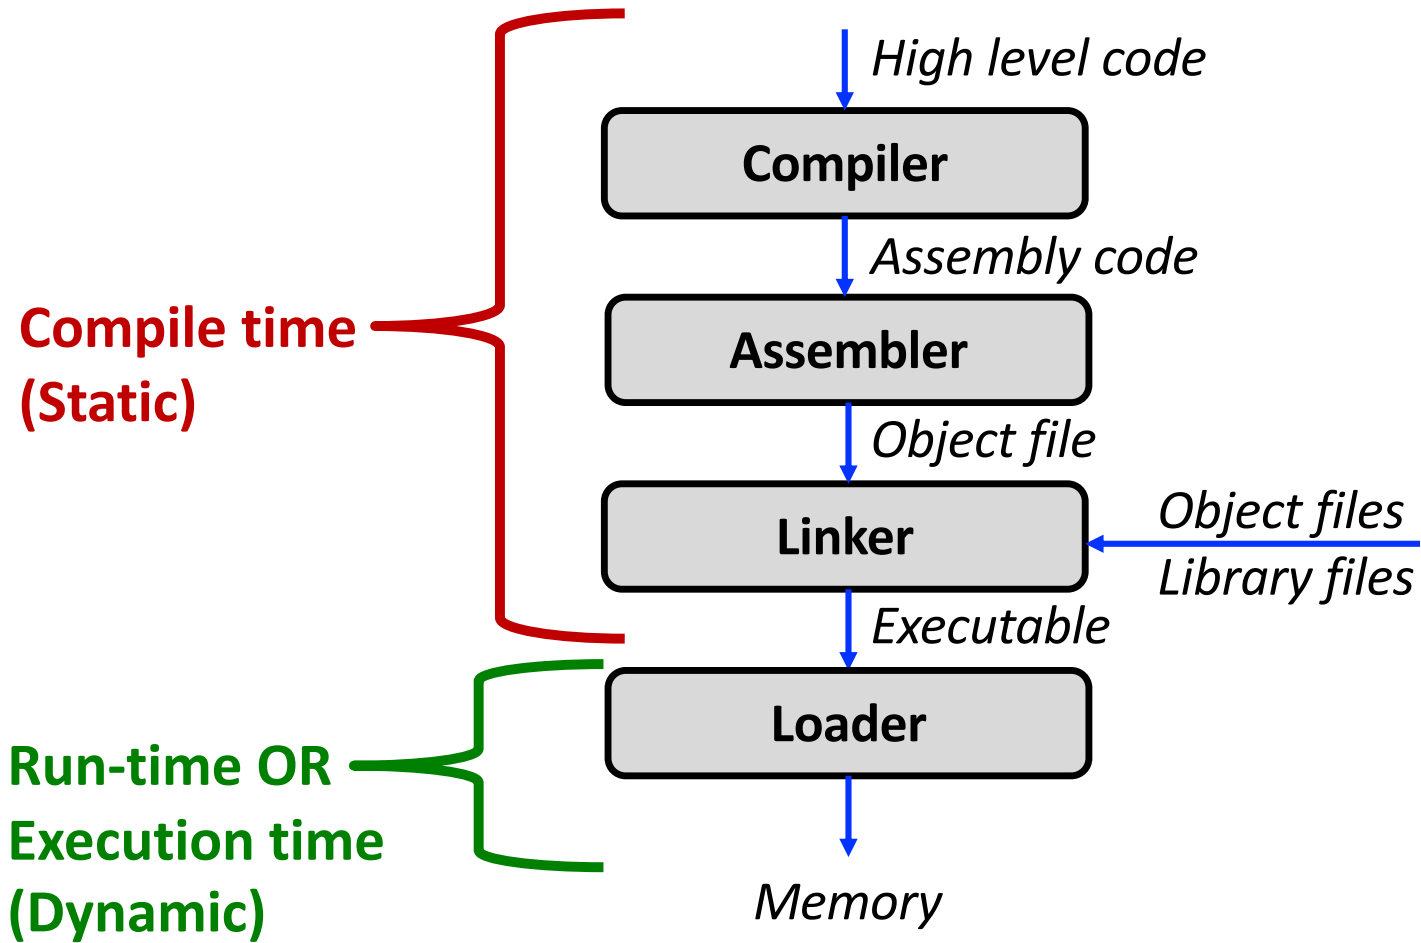 High level code
Compiler
Assembly code
Compile time
(Static)
Assembler
Object file
Linker
Object files
Library files
Executable
Loader
Run-time OR
Execution time
(Dynamic)
Memory